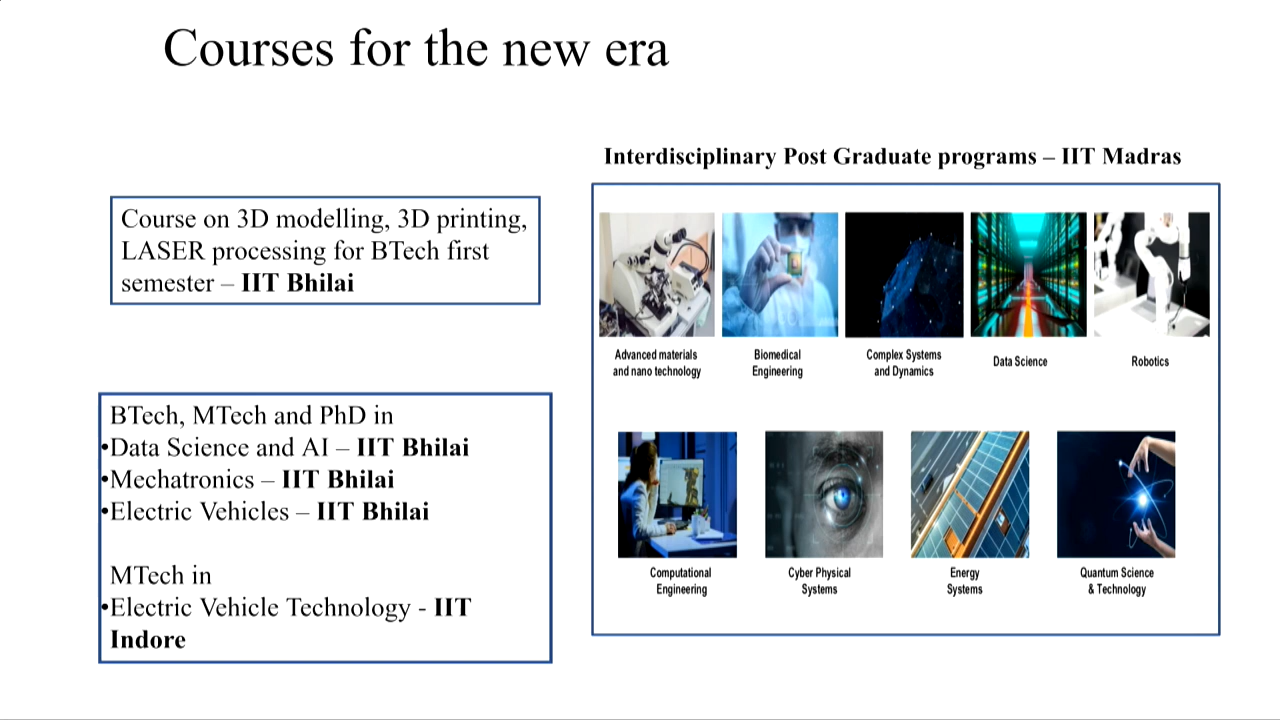 Courses for the new era
Course on 3D modelling, 3D printing,
LASER processing for BTech first
semester – IIT Bhilai
BTech, MTech and PhD in
•Data Science and AI – IIT Bhilai
•Mechatronics – IIT Bhilai
•Electric Vehicles – IIT Bhilai
MTech in
•Electric Vehicle Technology - IIT
Indore
Interdisciplinary Post Graduate programs – IIT Madras
Advanced materials
and nano technology
Biomedical
Engineering
Complex Systems
and Dynamics
Data Science
Robotics
Computational
Engineering
Cyber Physical
Systems
Energy
Systems
Quantum Science
& Technology